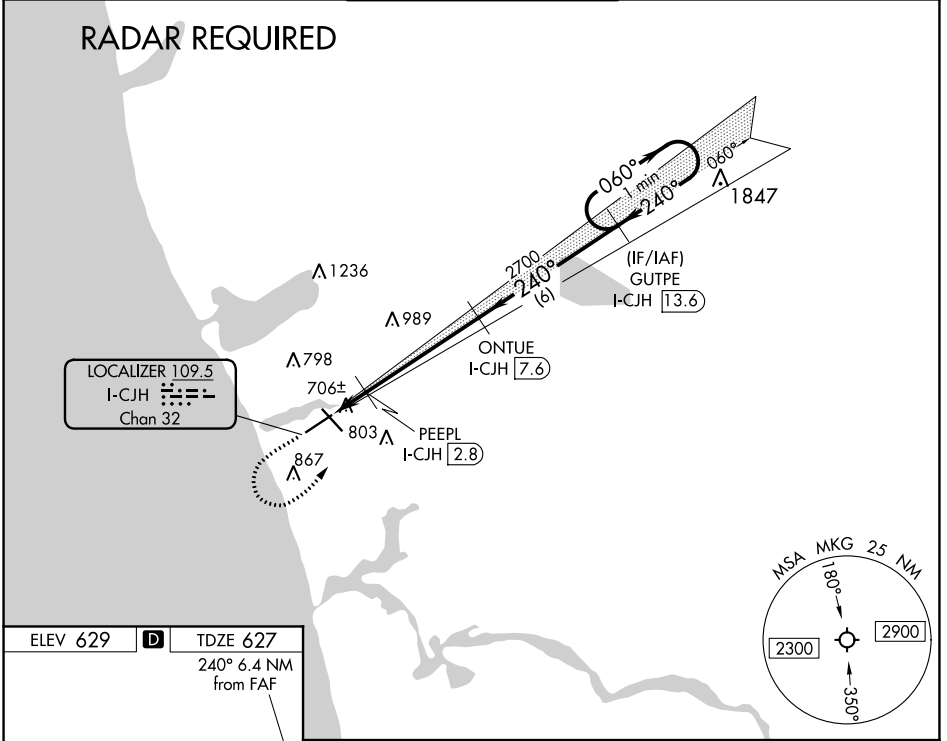 RADAR REQUIRED
060°
1 min
060°
240°
1847
(IF/IAF)
GUTPE
I-CJH 13.6
2700
240°
(6)
1236
989
ONTUE
I-CJH 7.6
798
LOCALIZER 109.5
I-CJH
Chan 32
706±
803
PEEPL
I-CJH 2.8
867
MSA MKG 25 NM
180°
2300
2900
350°
ELEV 629 D TDZE 627
240° 6.4 NM
from FAF